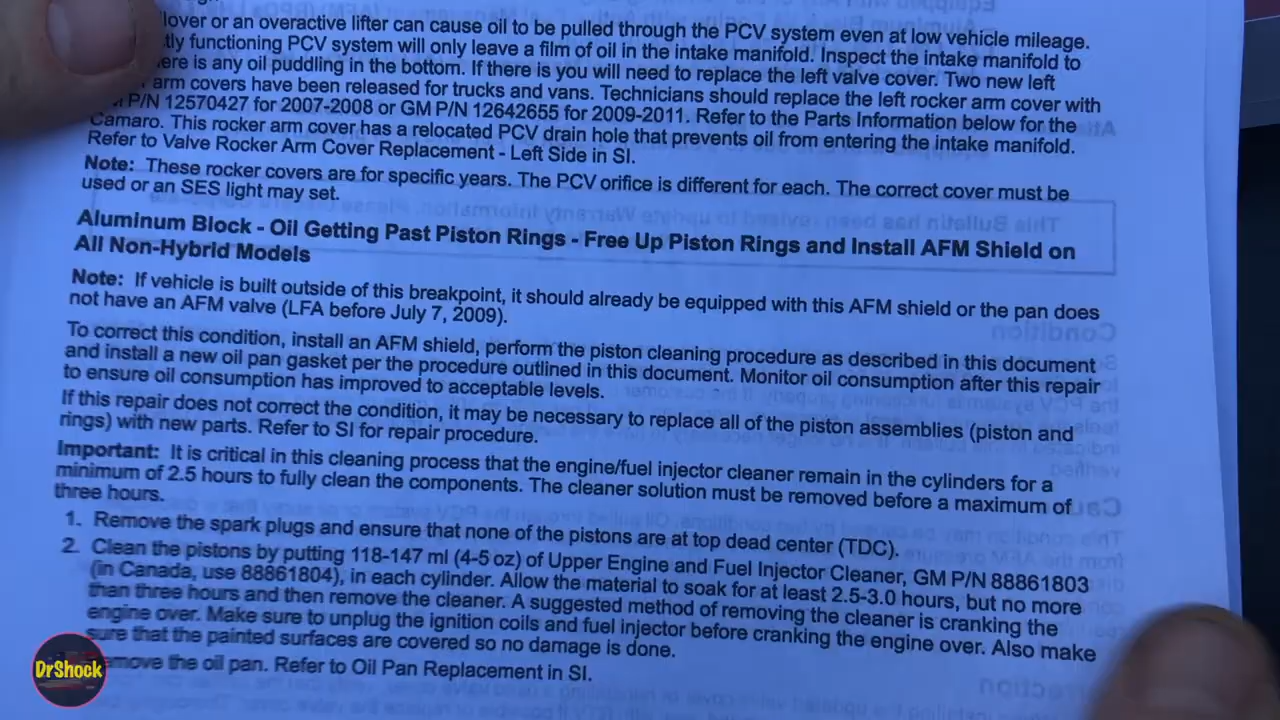 lover or an overactive lifter can cause oil to be pulled through the PCV system even at low vehicle mileage.
tly functioning PCV system will only leave a film of oil in the intake manifold. Inspect the intake manifold to
ere is any oil puddling in the bottom. If there is you will need to replace the left valve cover. Two new left
arm covers have been released for trucks and vans. Technicians should replace the left rocker arm cover with
P/N 12570427 for 2007-2008 or GM P/N 12642655 for 2009-2011. Refer to the Parts Information below for the
Camaro. This rocker arm cover has a relocated PCV drain hole that prevents oil from entering the intake manifold.
Refer to Valve Rocker Arm Cover Replacement - Left Side in SI.
Note: These rocker covers are for specific years. The PCV orifice is different for each. The correct cover must be
used or an SES light may set.
Aluminum Block - Oil Getting Past Piston Rings - Free Up Piston Rings and Install AFM Shield on
All Non-Hybrid Models
Note: If vehicle is built outside of this breakpoint, it should already be equipped with this AFM shield or the pan does
not have an AFM valve (LFA before July 7, 2009).
To correct this condition, install an AFM shield, perform the piston cleaning procedure as described in this document
and install a new oil pan gasket per the procedure outlined in this document. Monitor oil consumption after this repair
to ensure oil consumption has improved to acceptable levels.
If this repair does not correct the condition, it may be necessary to replace all of the piston assemblies (piston and
rings) with new parts. Refer to SI for repair procedure.
Important: It is critical in this cleaning process that the engine/fuel injector cleaner remain in the cylinders for a
minimum of 2.5 hours to fully clean the components. The cleaner solution must be removed before a maximum of
three hours.
1. Remove the spark plugs and ensure that none of the pistons are at top dead center (TDC).
2. Clean the pistons by putting 118-147 ml (4-5 oz) of Upper Engine and Fuel Injector Cleaner, GM P/N 88861803
(in Canada, use 88861804), in each cylinder. Allow the material to soak for at least 2.5-3.0 hours, but no more
than three hours and then remove the cleaner. A suggested method of removing the cleaner is cranking the
engine over. Make sure to unplug the ignition coils and fuel injector before cranking the engine over. Also make
sure that the painted surfaces are covered so no damage is done.
move the oil pan. Refer to Oil Pan Replacement in SI.
DrShock